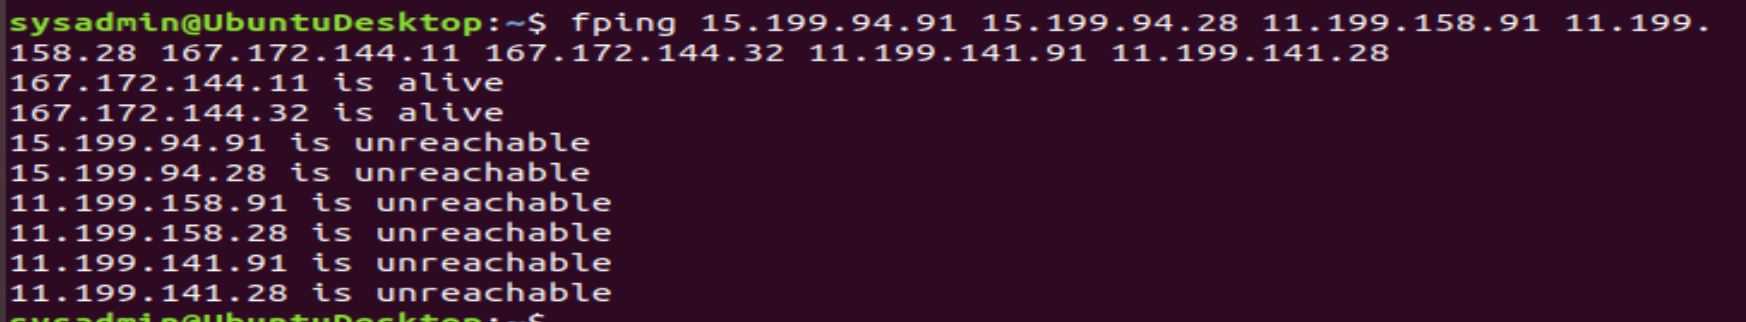 sysadmin@UbuntuDesktop:~$ fping 15.199.94.91 15.199.94.28 11.199.158.91 11.199.
158.28 167.172.144.11 167.172.144.32 11.199.141.91 11.199.141.28
167.172.144.11 is alive
167.172.144.32 is alive
15.199.94.91 is unreachable
15.199.94.28 is unreachable
11.199.158.91 is unreachable
11.199.158.28 is unreachable
11.199.141.91 is unreachable
11.199.141.28 is unreachable
sysadmin@UbuntuDesktop:~$